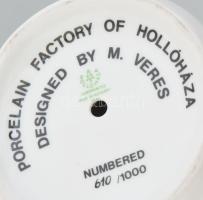 PORCELAIN FACTORY OF HOLLÓHÁZA
DESIGNED BY M. VERES
NUMBERED
610 /1000